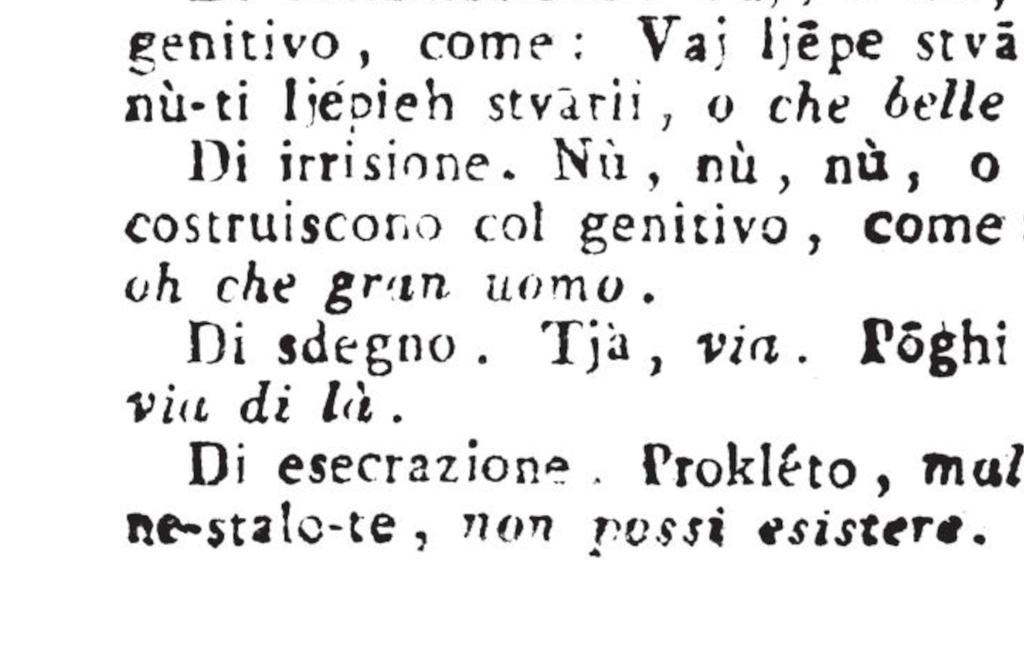 genitivo, come: Vaj ljēpe stvā
nù-ti ljépieh stvārii, o che belle
Di irrisione. Nù, nù, nù, o
costruiscono col genitivo, come
oh che gran uomo.
Di sdegno. Tjà, via. Pōghi
via di là.
Di esecrazione. Prokléto, mal
ne-stalo-te, non possi esistere.